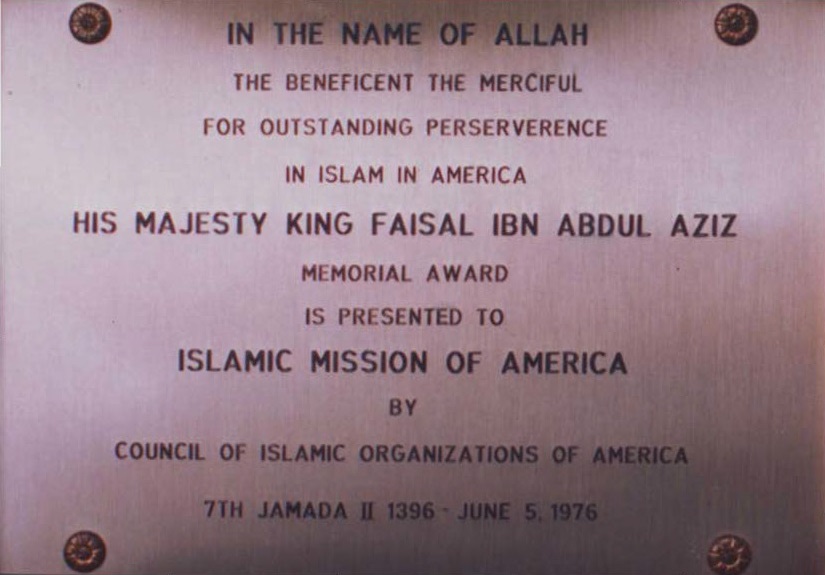 IN THE NAME OF ALLAH
THE BENEFICENT THE MERCIFUL
FOR OUTSTANDING PERSERVERENCE
IN ISLAM IN AMERICA
HIS MAJESTY KING FAISAL IBN ABDUL AZIZ
MEMORIAL AWARD
IS PRESENTED TO
ISLAMIC MISSION OF AMERICA
BY
COUNCIL OF ISLAMIC ORGANIZATIONS OF AMERICA
7TH JAMADA II 1396 - JUNE 5, 1976